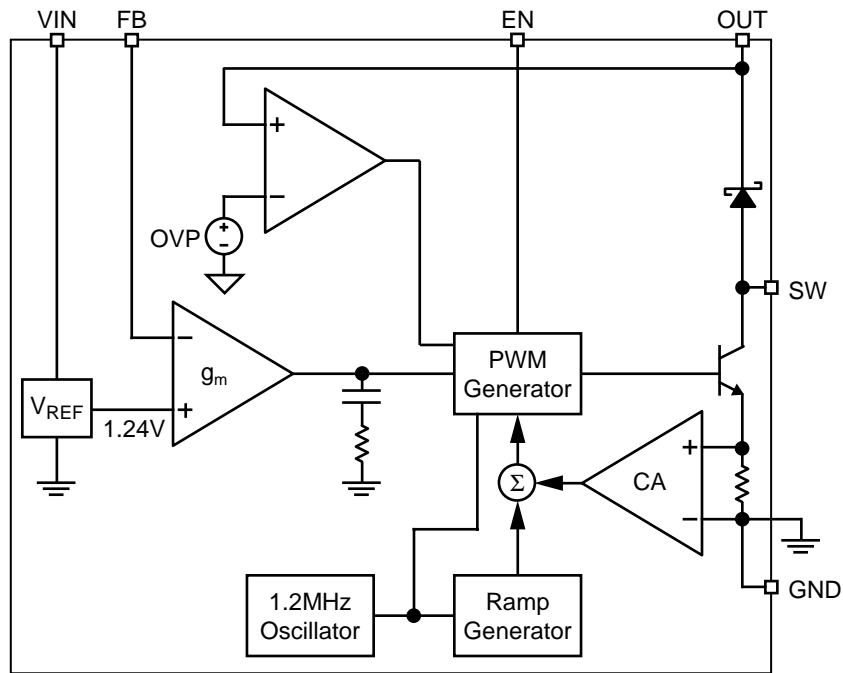 VIN FB EN OUT
+
−
OVP
+
−
SW
−
gm
+
VREF
1.24V
PWM
Generator
+
CA
−
Σ
GND
1.2MHz
Oscillator
Ramp
Generator